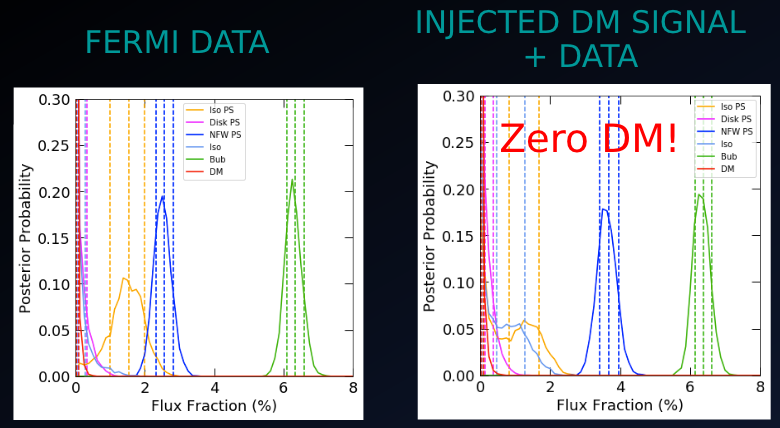 FERMI DATA
INJECTED DM SIGNAL
+ DATA
0.30
0.25
0.20
0.15
0.10
0.05
0.00
Posterior Probability
0
2
4
6
8
Flux Fraction (%)
Iso PS
Disk PS
NFW PS
Iso
Bub
DM
0.30
0.25
0.20
0.15
0.10
0.05
0.00
Posterior Probability
0
2
4
6
8
Flux Fraction (%)
Iso PS
Disk PS
NFW PS
Iso
Bub
DM
Zero DM!